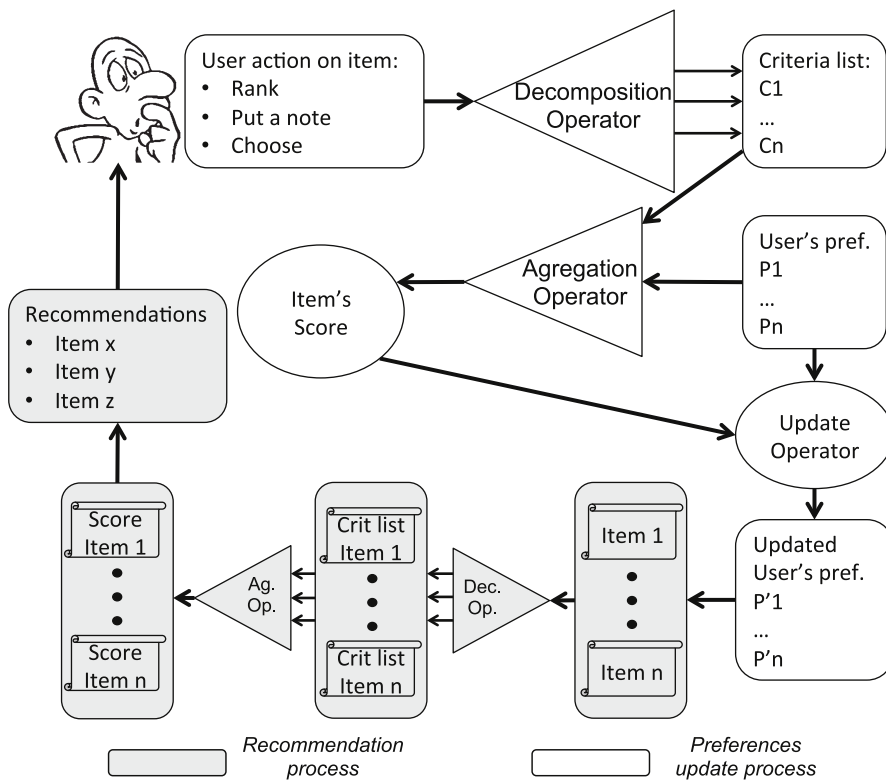 User action on item:
• Rank
• Put a note
• Choose
Decomposition
Operator
Criteria list:
C1
...
Cn
User's pref.
P1
...
Pn
Agregation
Operator
Item's
Score
Recommendations
• Item x
• Item y
• Item z
Update
Operator
Score
Item 1
Score
Item n
Ag.
Op.
Crit list
Item 1
Crit list
Item n
Dec.
Op.
Item 1
Item n
Updated
User's pref.
P'1
...
P'n
Recommendation
process
Preferences
update process